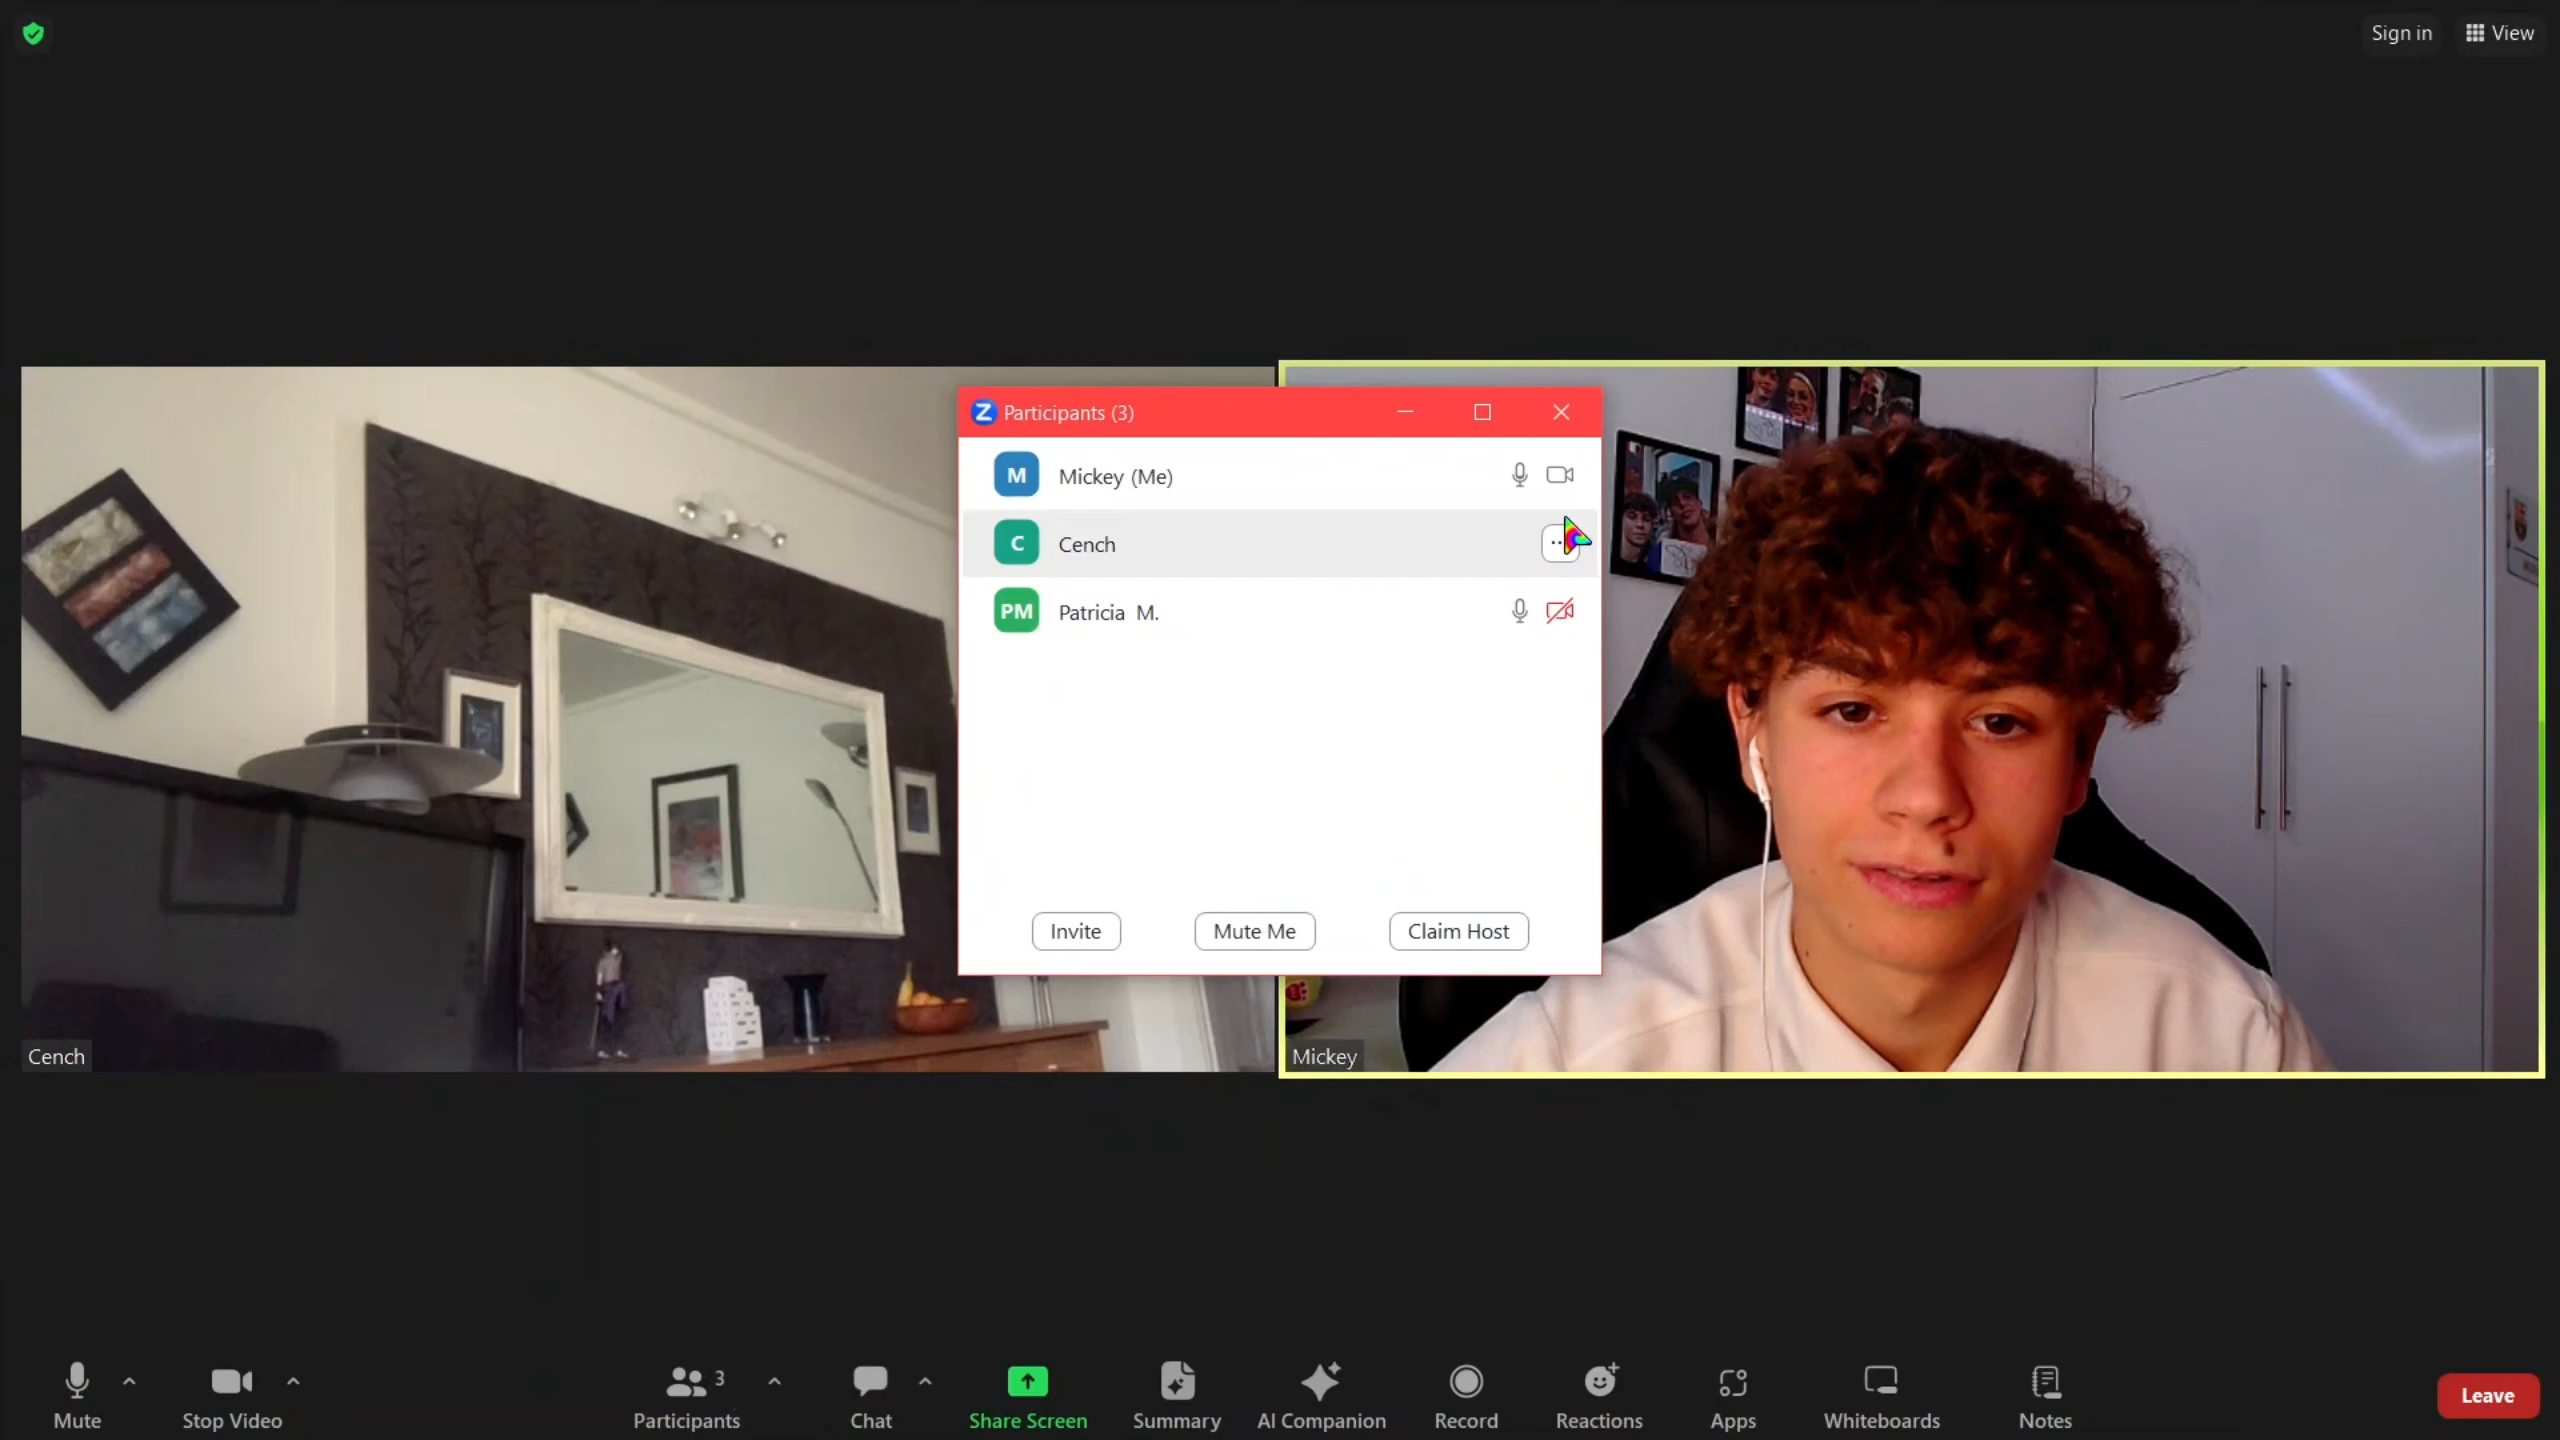 Sign in
View
Participants (3)
M
Mickey (Me)
C
Cench
PM
Patricia M.
Invite
Mute Me
Claim Host
Cench
Mickey
Mute
Stop Video
Participants
3
Chat
Share Screen
Summary
AI Companion
Record
Reactions
Apps
Whiteboards
Notes
Leave